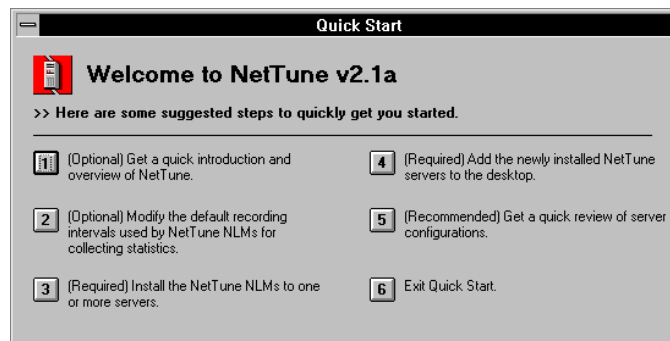 Quick Start
Welcome to NetTune v2.1a
>> Here are some suggested steps to quickly get you started.
1 (Optional) Get a quick introduction and
overview of NetTune.
2 (Optional) Modify the default recording
intervals used by NetTune NLMs for
collecting statistics.
3 (Required) Install the NetTune NLMs to one
or more servers.
4 (Required) Add the newly installed NetTune
servers to the desktop.
5 (Recommended) Get a quick review of server
configurations.
6 Exit Quick Start.